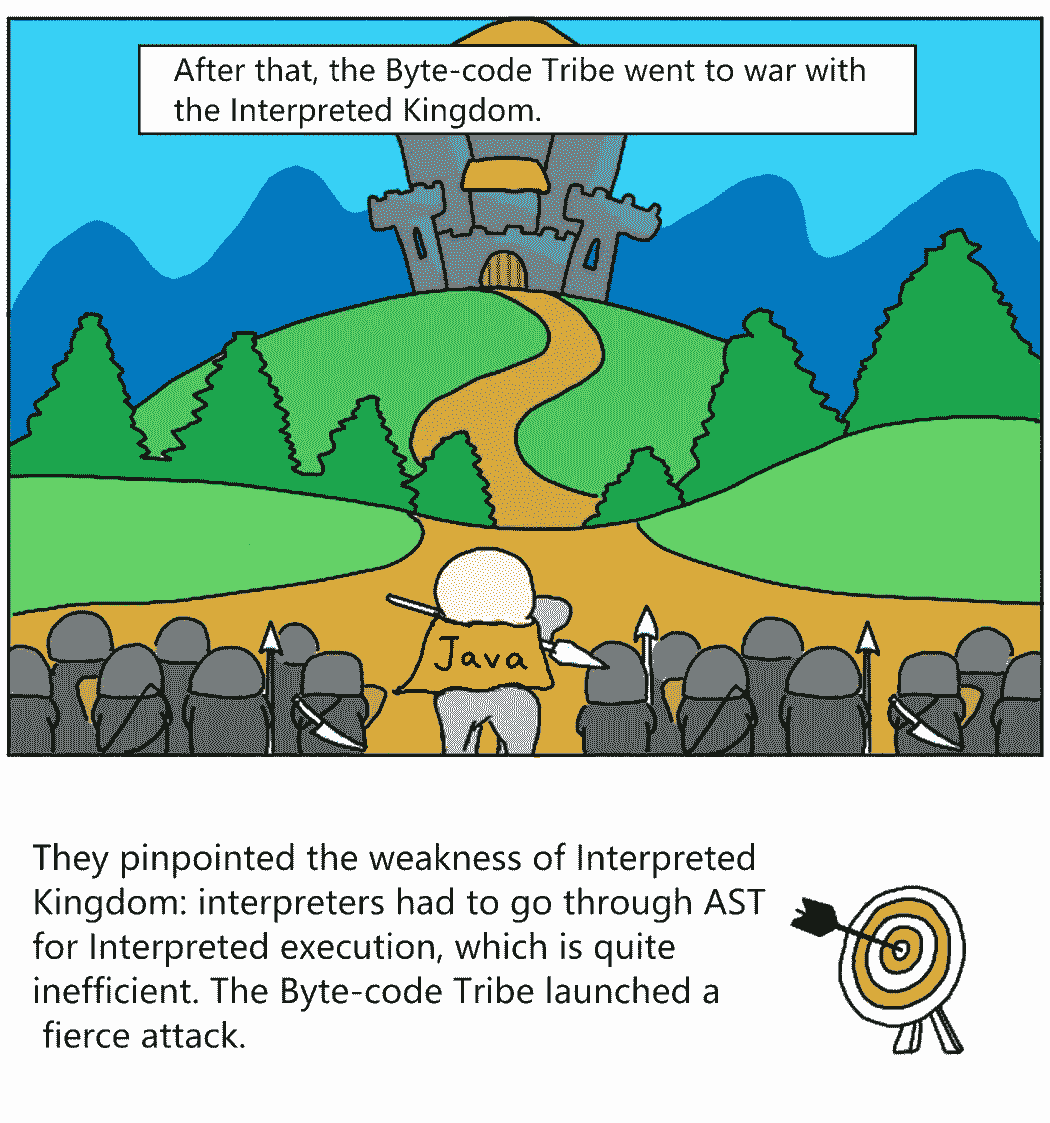 After that, the Byte-code Tribe went to war with
the Interpreted Kingdom.
Java
They pinpointed the weakness of Interpreted
Kingdom: interpreters had to go through AST
for Interpreted execution, which is quite
inefficient. The Byte-code Tribe launched a
fierce attack.